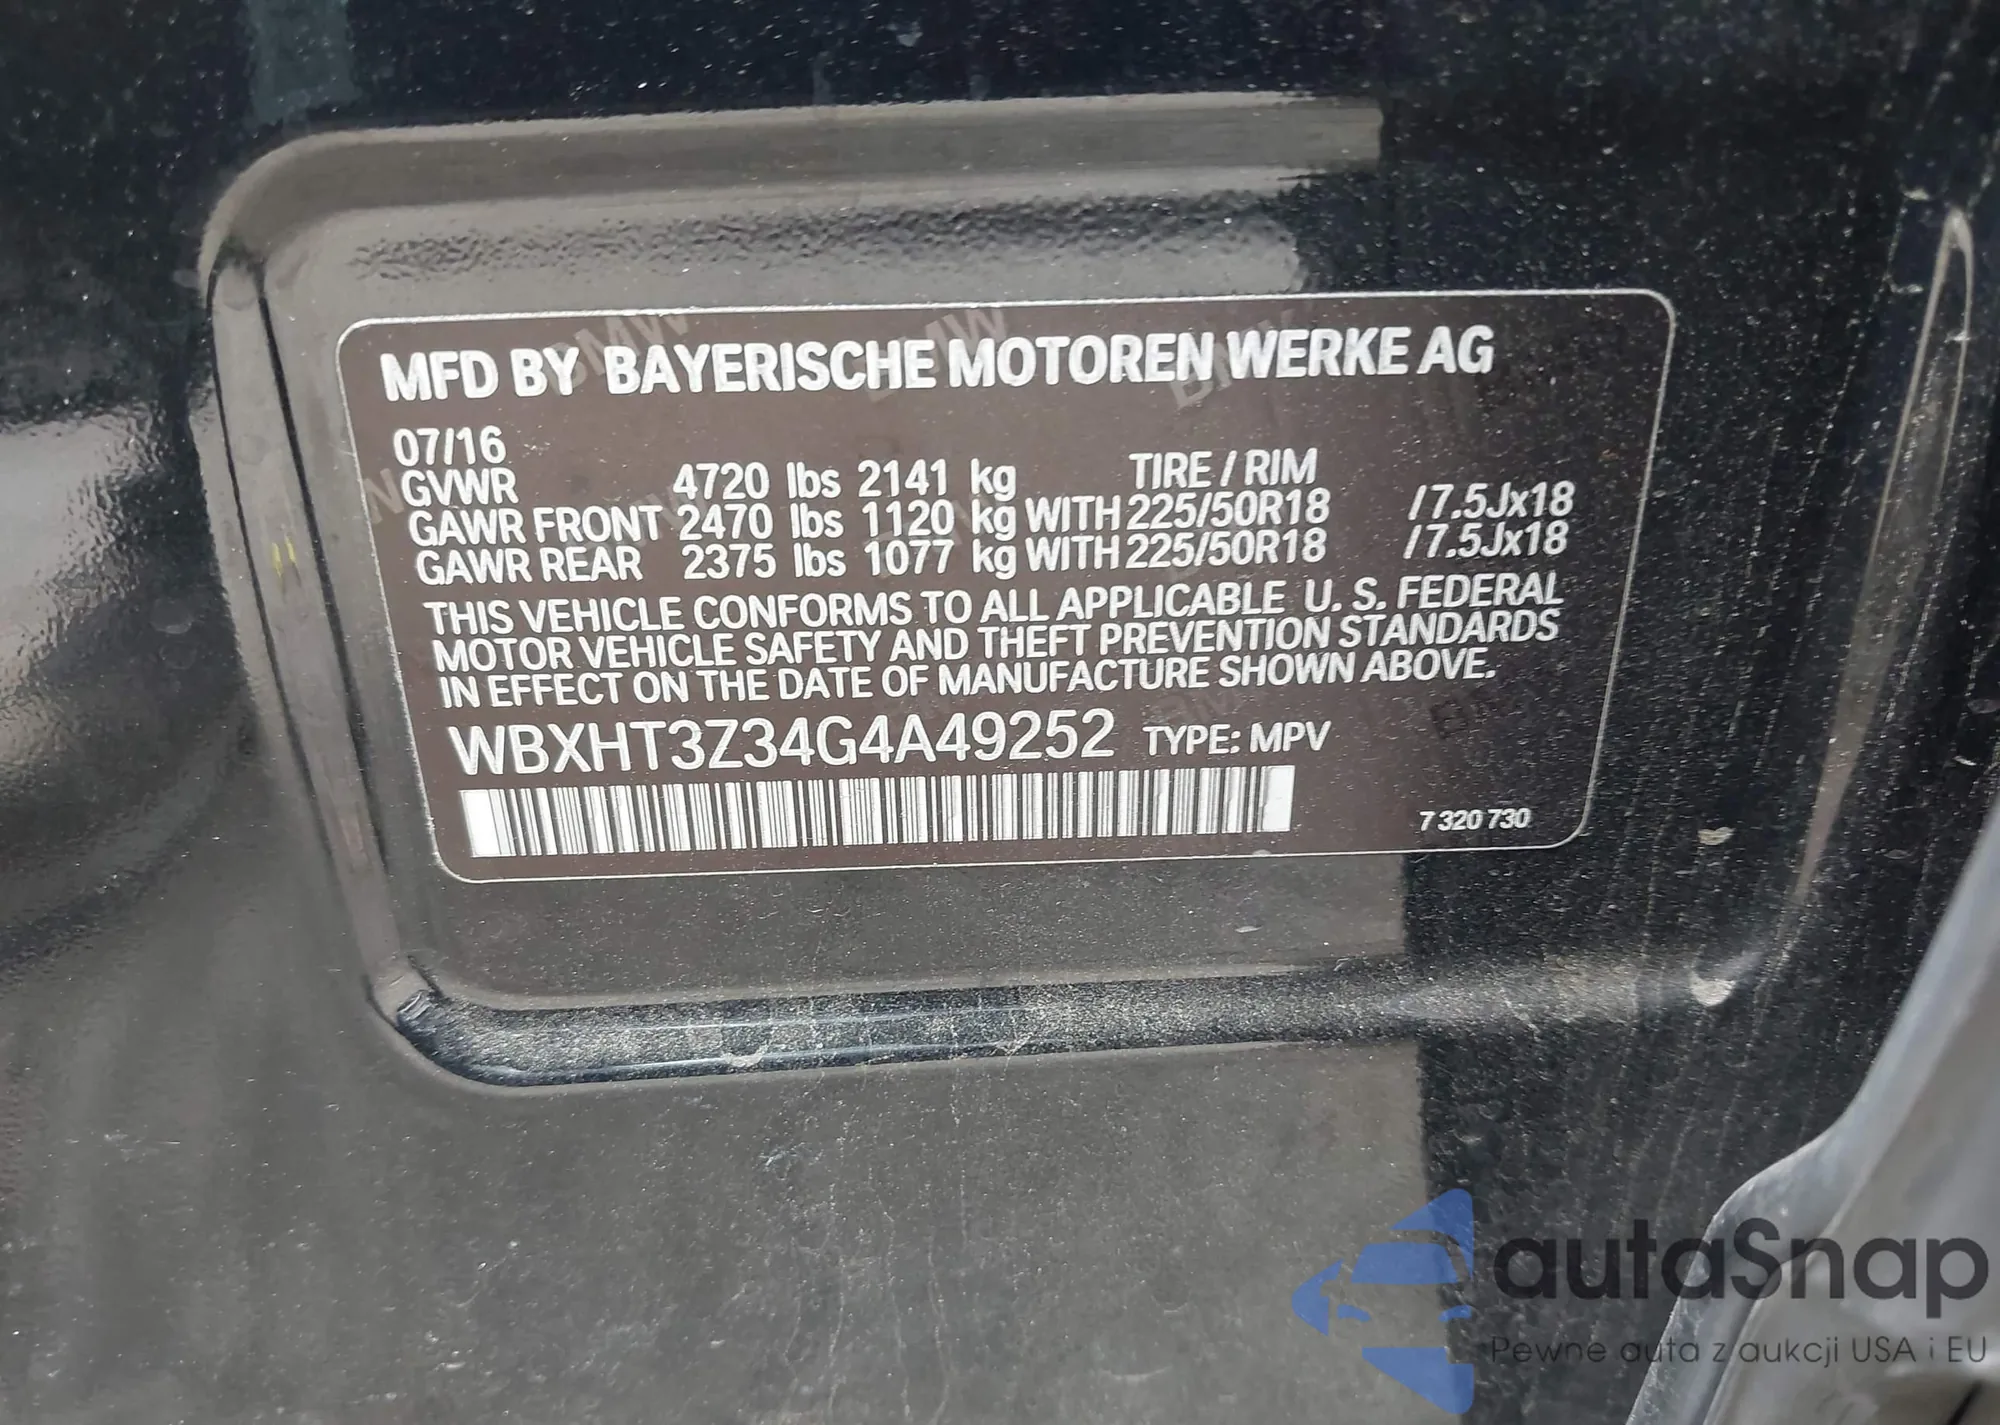 MFD BY BAYERISCHE MOTOREN WERKE AG
07/16
GVWR 4720 lbs 2141 kg TIRE / RIM
GAWR FRONT 2470 lbs 1120 kg WITH 225/50R18 /7.5Jx18
GAWR REAR 2375 lbs 1077 kg WITH 225/50R18 /7.5Jx18
THIS VEHICLE CONFORMS TO ALL APPLICABLE U. S. FEDERAL
MOTOR VEHICLE SAFETY AND THEFT PREVENTION STANDARDS
IN EFFECT ON THE DATE OF MANUFACTURE SHOWN ABOVE.
WBXHT3Z34G4A49252 TYPE: MPV
7 320 730
autaSnap
Pewne auta z aukcji USA i EU